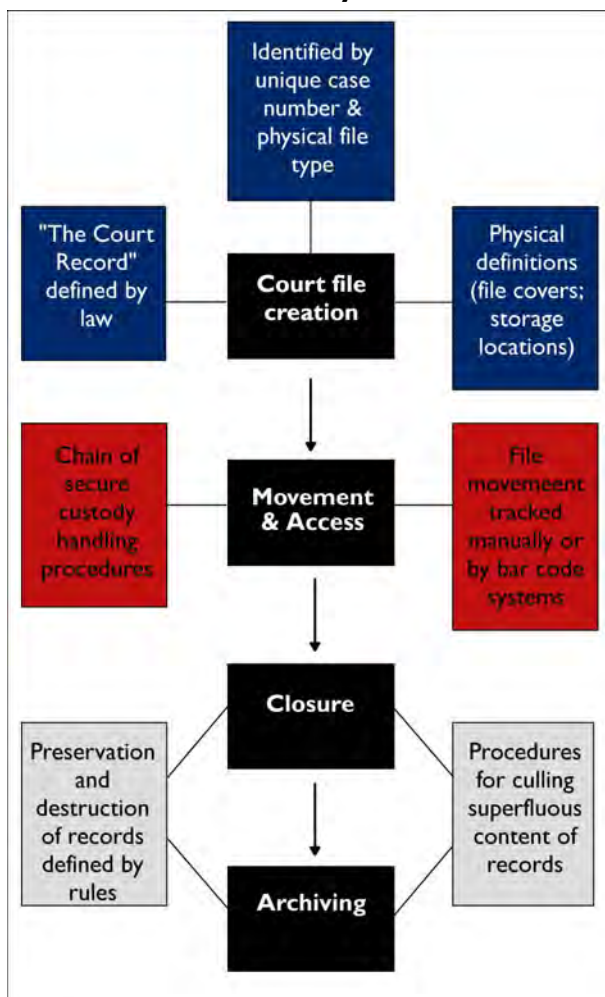 Identified by
unique case
number &
physical file
type
"The Court
Record"
defined by
law
Court file
creation
Physical
definitions
(file covers;
storage
locations)
Chain of
secure
custody
handling
procedures
Movement
& Access
File
movemeent
tracked
manually or
by bar code
systems
Closure
Preservation
and
destruction
of records
defined by
rules
Procedures
for culling
superfluous
content of
records
Archiving